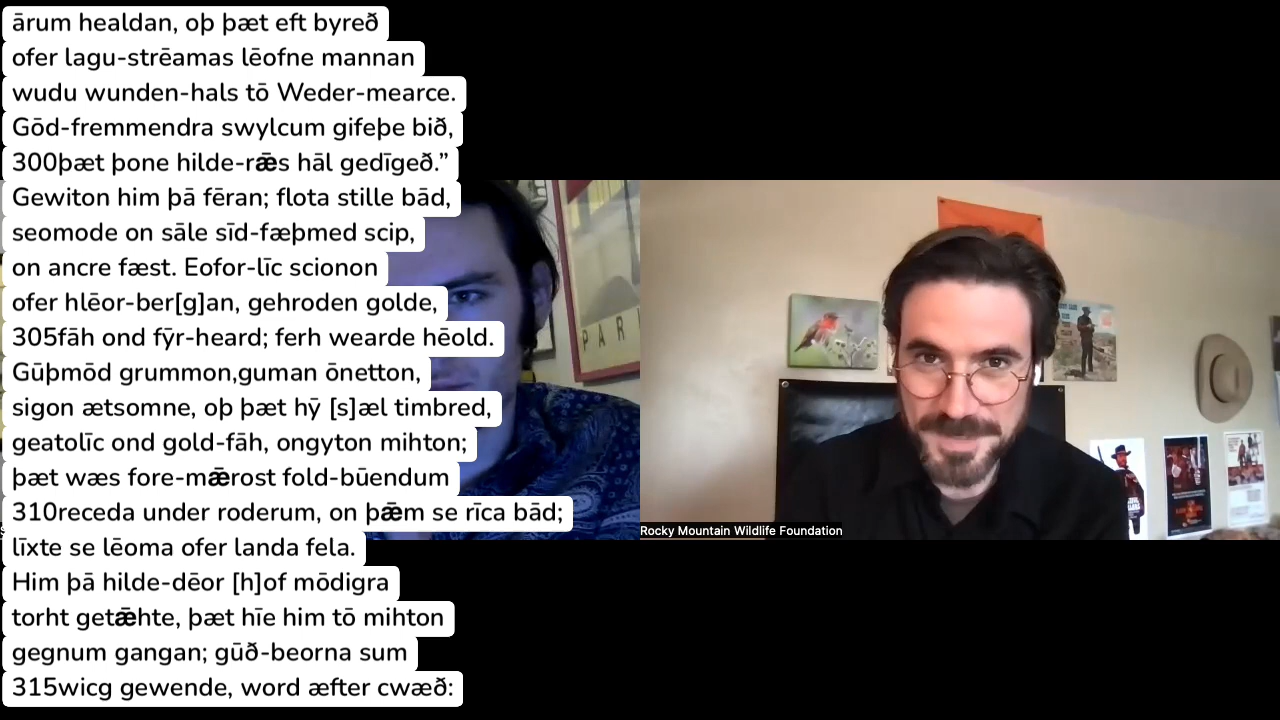 ārum healdan, oþ þæt eft byreð
ofer lagu-strēamas lēofne mannan
wudu wunden-hals tō Weder-mearce.
Gōd-fremmendra swylcum gifeþe bið,
300þæt þone hilde-rǣs hāl gedīgeð.”
Gewiton him þā fēran; flota stille bād,
seomode on sāle sīd-fæþmed scip,
on ancre fæst. Eofor-līc scionon
ofer hlēor-ber[g]an, gehroden golde,
305fāh ond fȳr-heard; ferh wearde hēold.
Gūþmōd grummon,guman ōnetton,
sigon ætsomne, oþ þæt hȳ [s]æl timbred,
geatolīc ond gold-fāh, ongyton mihton;
þæt wæs fore-mǣrost fold-būendum
310receda under roderum, on þǣm se rīca bād;
līxte se lēoma ofer landa fela.
Him þā hilde-dēor [h]of mōdigra
torht getǣhte, þæt hīe him tō mihton
gegnum gangan; gūð-beorna sum
315wicg gewende, word æfter cwæð:
PAR
Rocky Mountain Wildlife Foundation